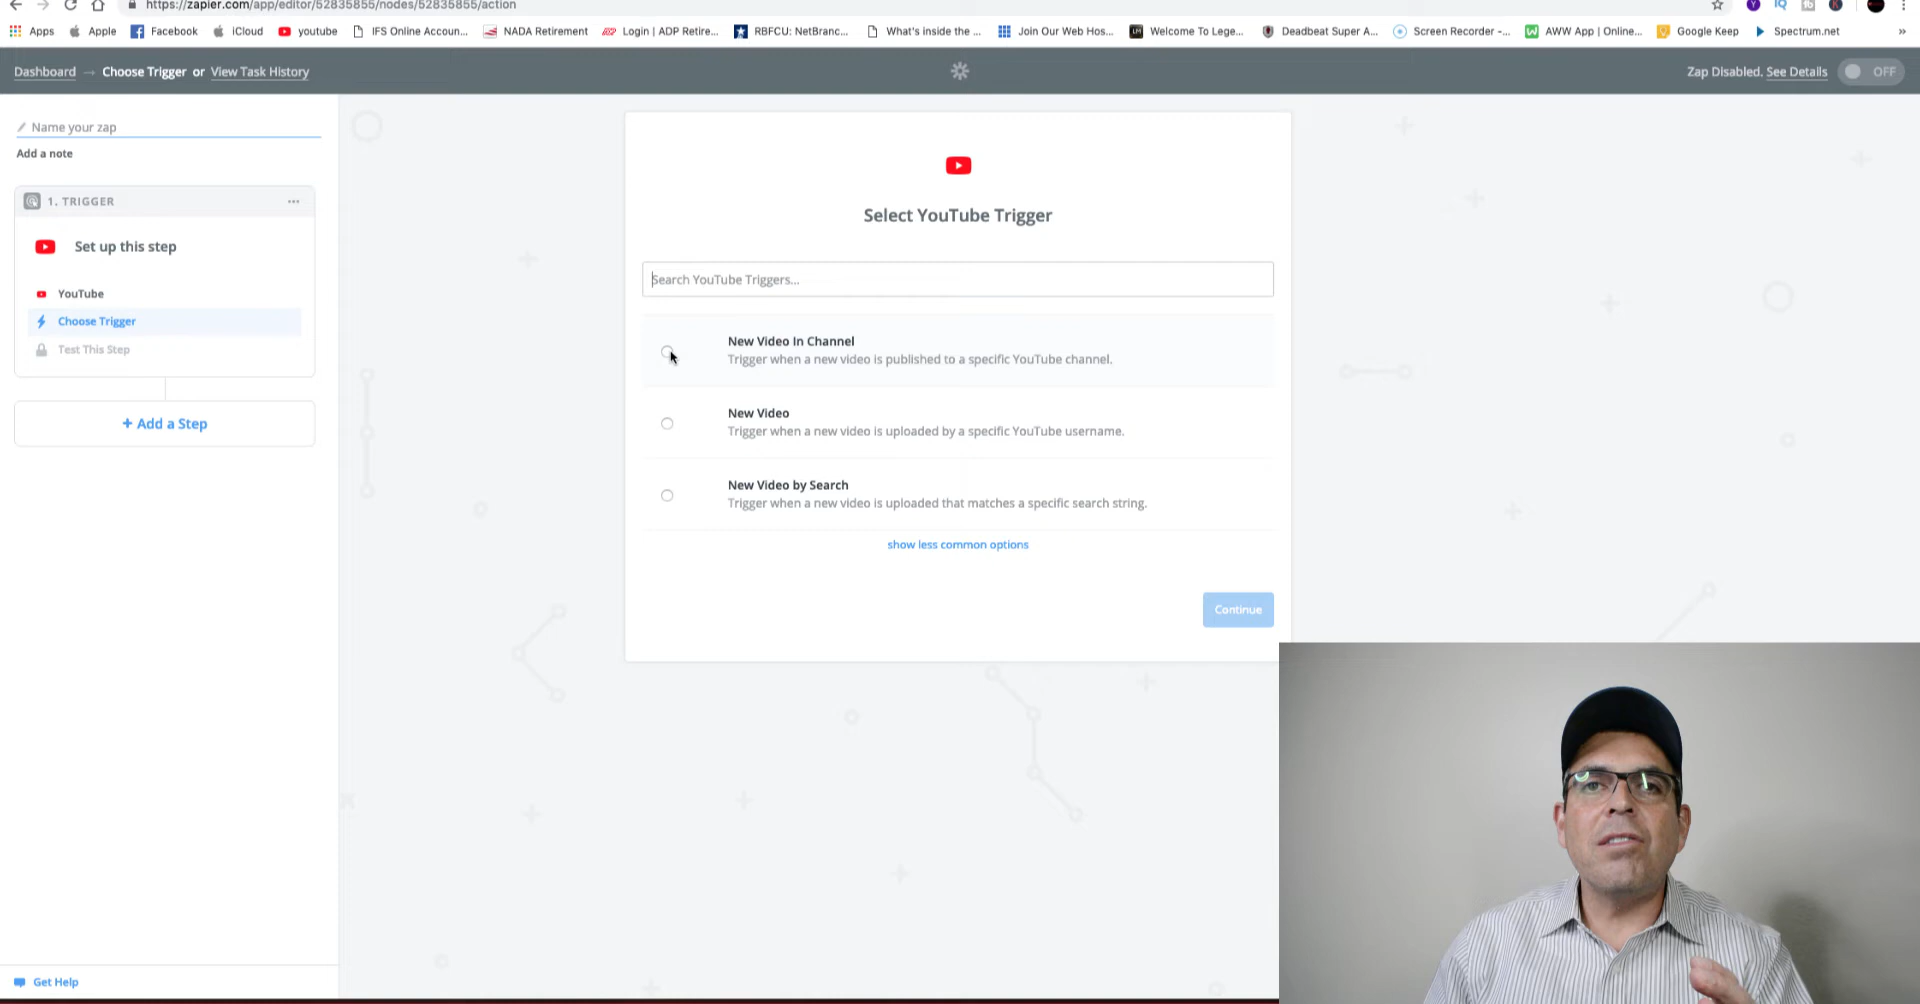 https://zapier.com/app/editor/52835855/nodes/52835855/action
Apps Apple Facebook iCloud youtube IFS Online Accoun... NADA Retirement Login | ADP Retire... RBFCU: NetBranc... What's inside the ... Join Our Web Hos... Welcome To Lege... Deadbeat Super A... Screen Recorder -... AWW App | Online... Google Keep Spectrum.net »
Dashboard → Choose Trigger or View Task History
Zap Disabled. See Details OFF
Name your zap
Add a note
1. TRIGGER ...
Set up this step
YouTube
Choose Trigger
Test This Step
+ Add a Step
Get Help
Select YouTube Trigger
Search YouTube Triggers...
New Video In Channel
Trigger when a new video is published to a specific YouTube channel.
New Video
Trigger when a new video is uploaded by a specific YouTube username.
New Video by Search
Trigger when a new video is uploaded that matches a specific search string.
show less common options
Continue